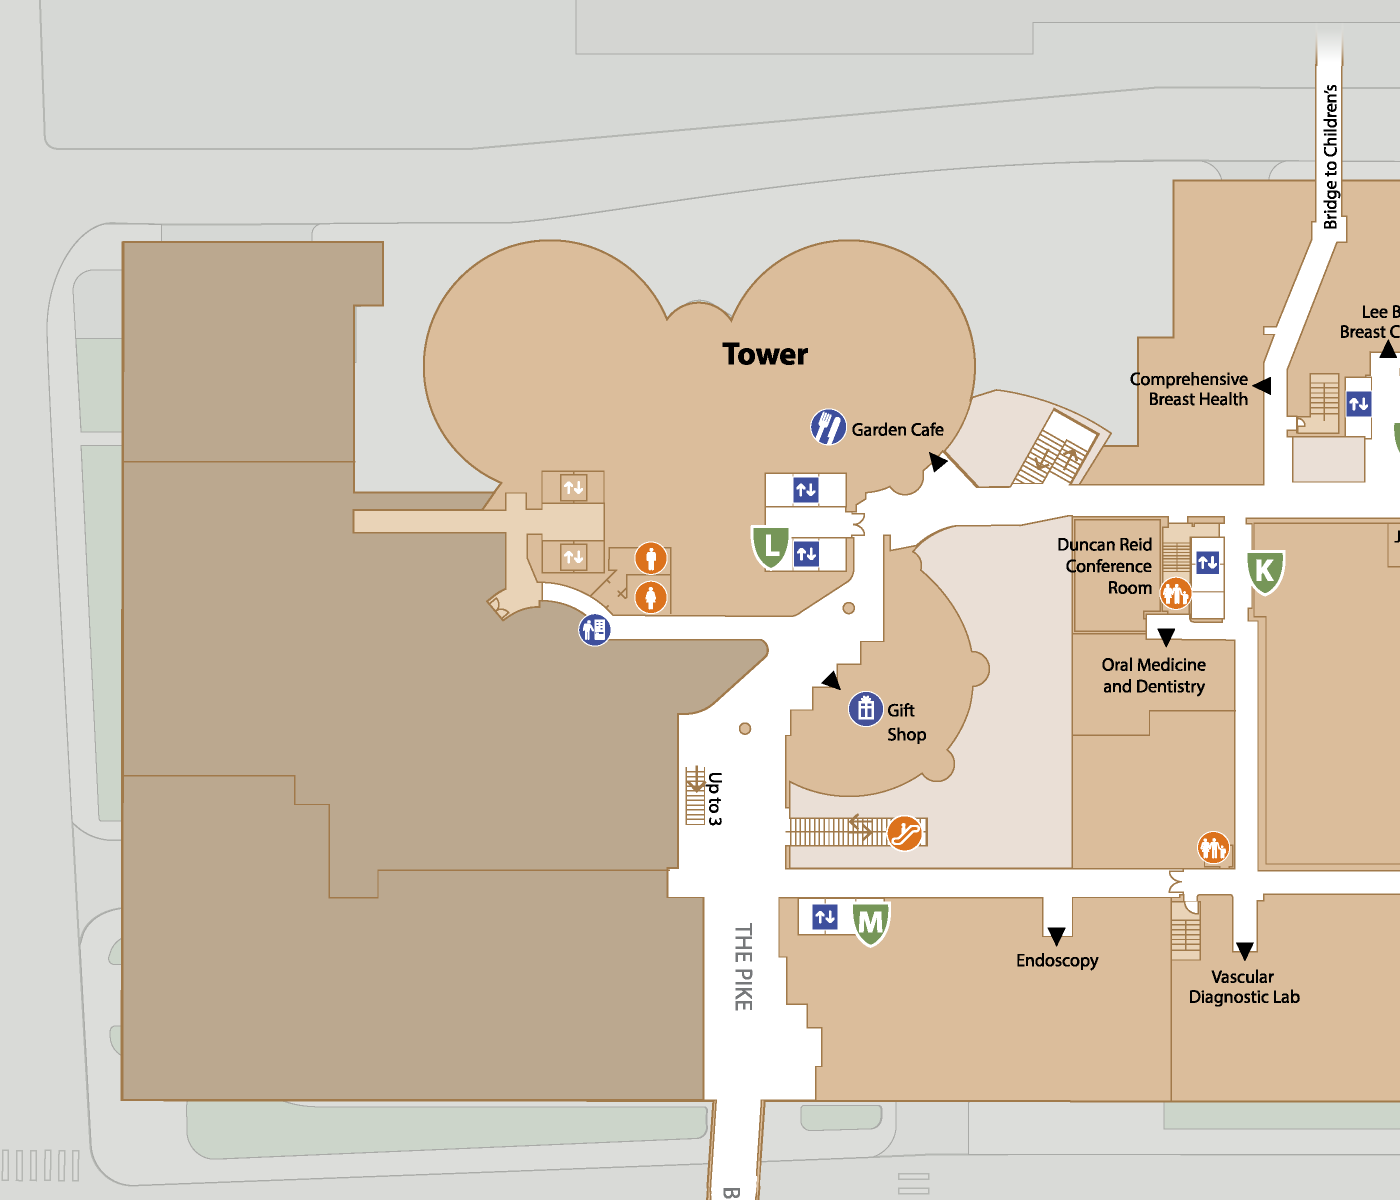 Bridge to Children's
Tower
Lee B
Breast C
Comprehensive
Breast Health
Garden Cafe
L
Duncan Reid
Conference
Room
K
J
Oral Medicine
and Dentistry
Gift
Shop
Up to 3
M
THE PIKE
Endoscopy
Vascular
Diagnostic Lab
B